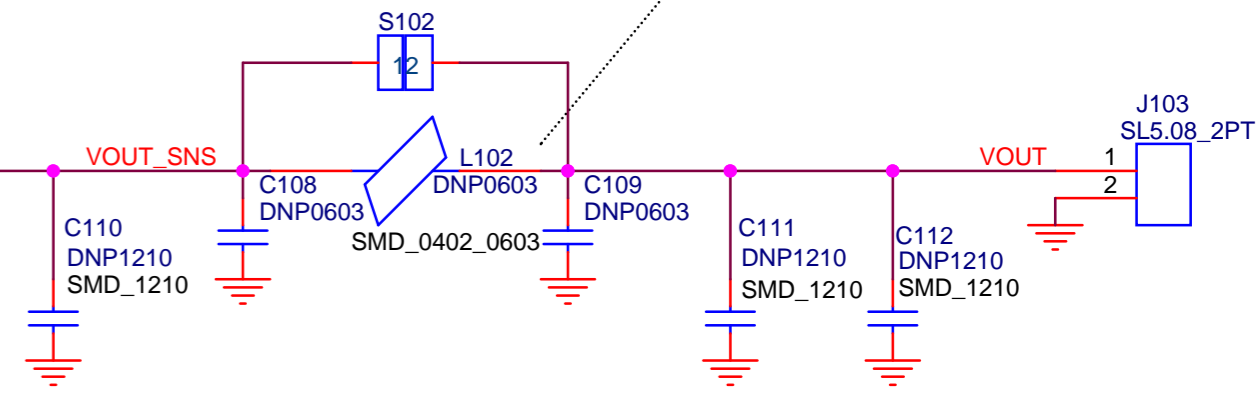 S102
12
J103
SL5.08_2PT
VOUT_SNS
L102
DNP0603
VOUT
1
2
C108
DNP0603
C109
DNP0603
SMD_0402_0603
C110
DNP1210
SMD_1210
C111
DNP1210
SMD_1210
C112
DNP1210
SMD_1210